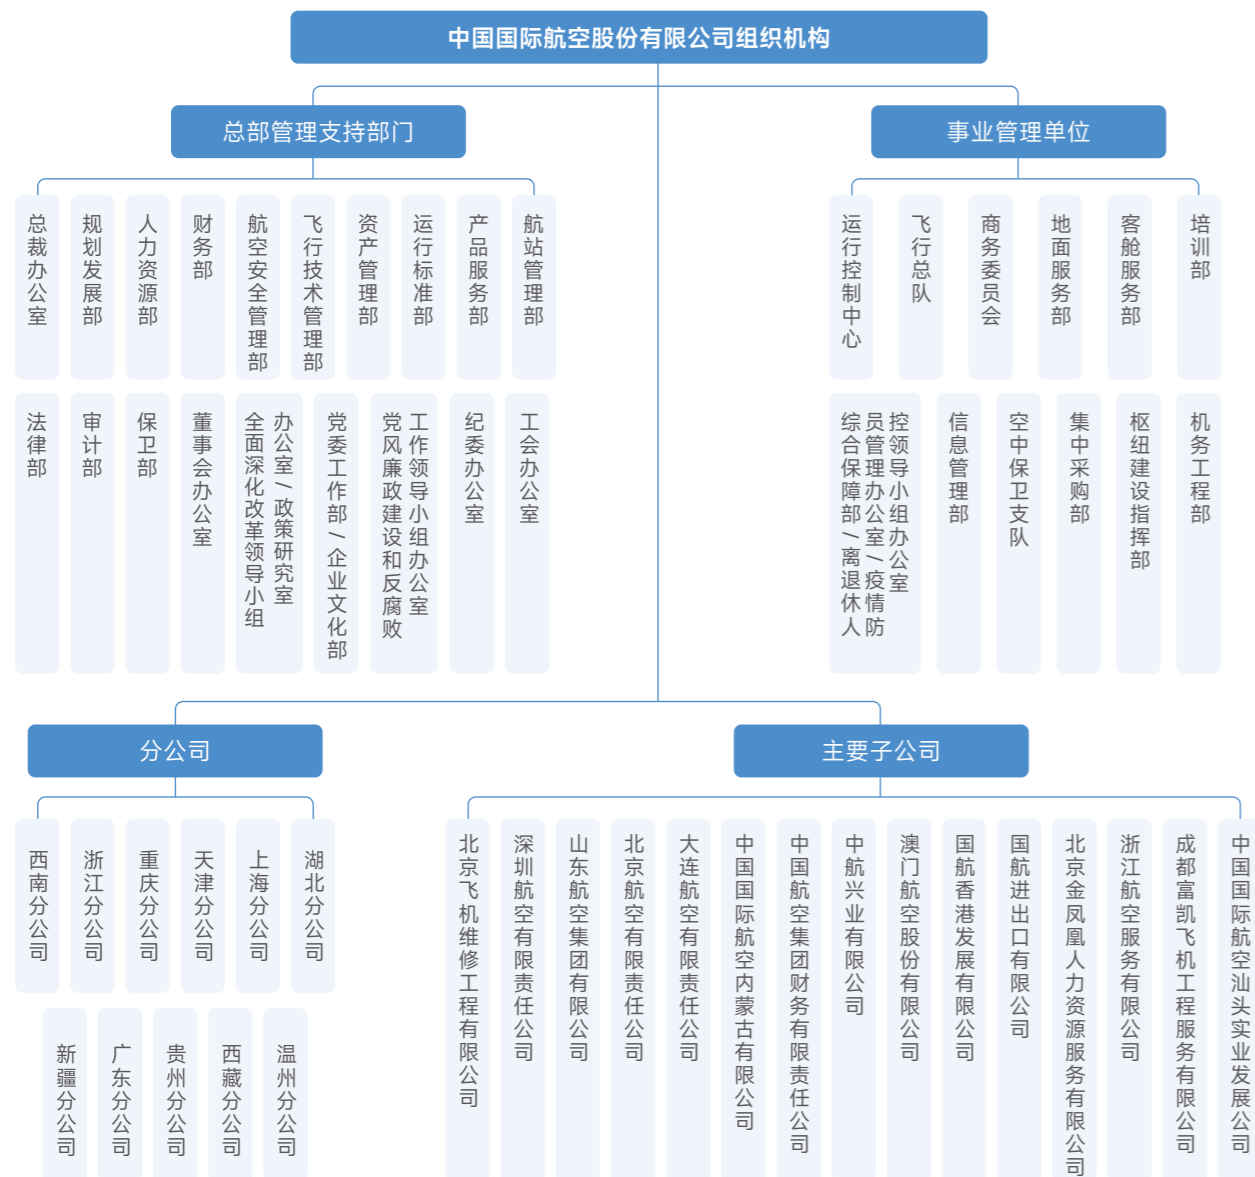 中国国际航空股份有限公司组织机构
总部管理支持部门
事业管理单位
总裁办公室
规划发展部
人力资源部
财务部
航空安全管理部
飞行技术管理部
资产管理部
运行标准部
产品服务部
航站管理部
运行控制中心
飞行总队
商务委员会
地面服务部
客舱服务部
培训部
法律部
审计部
保卫部
董事会办公室
全面深化改革领导小组
办公室/政策研究室
党委工作部/企业文化部
党风廉政建设和反腐败
工作领导小组办公室
纪委办公室
工会办公室
综合保障部/离退休人
员管理办公室/疫情防
控领导小组办公室
信息管理部
空中保卫支队
集中采购部
枢纽建设指挥部
机务工程部
分公司
主要子公司
西南分公司
浙江分公司
重庆分公司
天津分公司
上海分公司
湖北分公司
新疆分公司
广东分公司
贵州分公司
西藏分公司
温州分公司
北京飞机维修工程有限公司
深圳航空有限责任公司
山东航空集团有限公司
北京航空有限责任公司
大连航空有限责任公司
中国国际航空内蒙古有限公司
中国航空集团财务有限责任公司
中航兴业有限公司
澳门航空股份有限公司
国航香港发展有限公司
国航进出口有限公司
北京金凤凰人力资源服务有限公司
浙江航空服务有限公司
成都富凯飞机工程服务有限公司
中国国际航空汕头实业发展公司